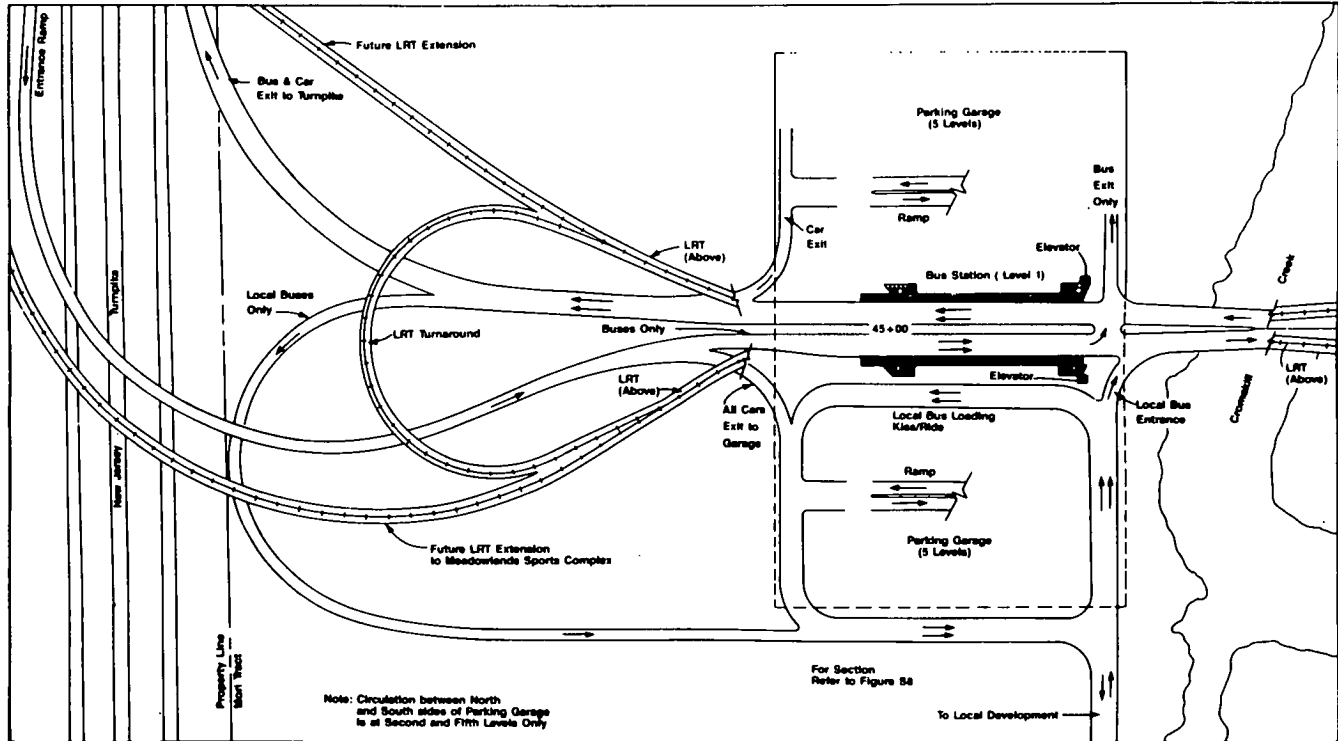 Entrance Ramp
Future LRT Extension
Bus & Car
Exit to Turnpike
Parking Garage
(5 Levels)
Ramp
Bus
Exit
Only
Car
Exit
LRT
(Above)
Elevator
Bus Station ( Level 1)
Creek
Local Buses
Only
Turnpike
LRT Turnaround
Buses Only
45+00
LRT
(Above)
Elevator
LRT
(Above)
Cromakill
All Cars
Exit to
Garage
Local Bus Loading
Kiss/Ride
Local Bus
Entrance
New Jersey
Ramp
Parking Garage
(5 Levels)
Future LRT Extension
to Meadowlands Sports Complex
Property Line
Mori Tract
For Section
Refer to Figure S8
Note: Circulation between North
and South sides of Parking Garage
is at Second and Fifth Levels Only
To Local Development